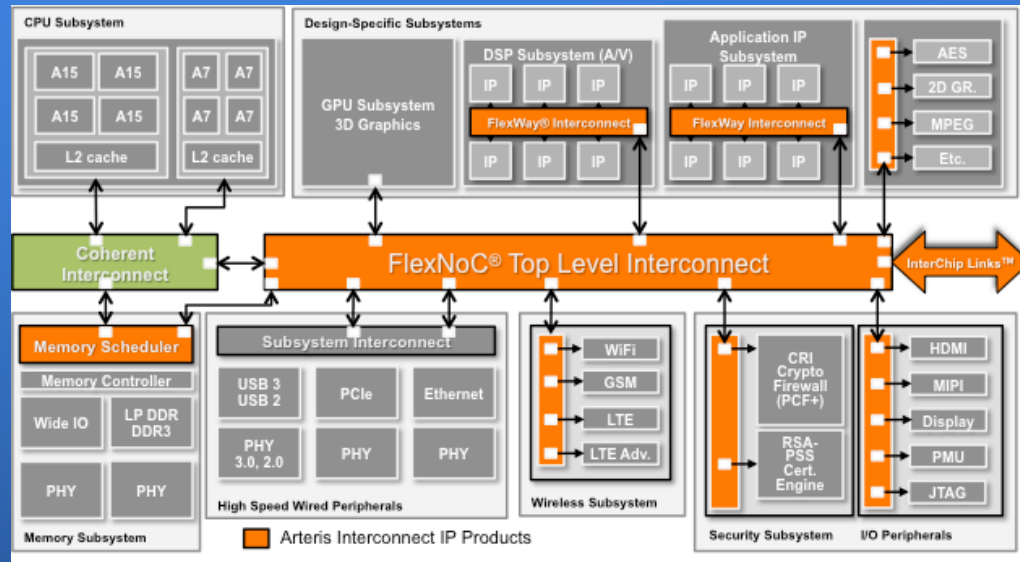 CPU Subsystem
A15 A15
A7 A7
A15 A15
A7 A7
L2 cache
L2 cache
Design-Specific Subsystems
GPU Subsystem
3D Graphics
DSP Subsystem (A/V)
IP IP IP
FlexWay® Interconnect
IP IP IP
Application IP
Subsystem
IP IP IP
FlexWay Interconnect
IP IP IP
AES
2D GR.
MPEG
Etc.
Coherent
Interconnect
FlexNoC® Top Level Interconnect
InterChip Links™
Memory Scheduler
Memory Controller
Wide IO
LP DDR
DDR3
PHY
PHY
Memory Subsystem
Subsystem Interconnect
USB 3
USB 2
PCIe
Ethernet
PHY
3.0, 2.0
PHY
PHY
High Speed Wired Peripherals
WiFi
GSM
LTE
LTE Adv.
Wireless Subsystem
CRI
Crypto
Firewall
(PCF+)
RSA-
PSS
Cert.
Engine
Security Subsystem
HDMI
MIPI
Display
PMU
JTAG
I/O Peripherals
Arteris Interconnect IP Products